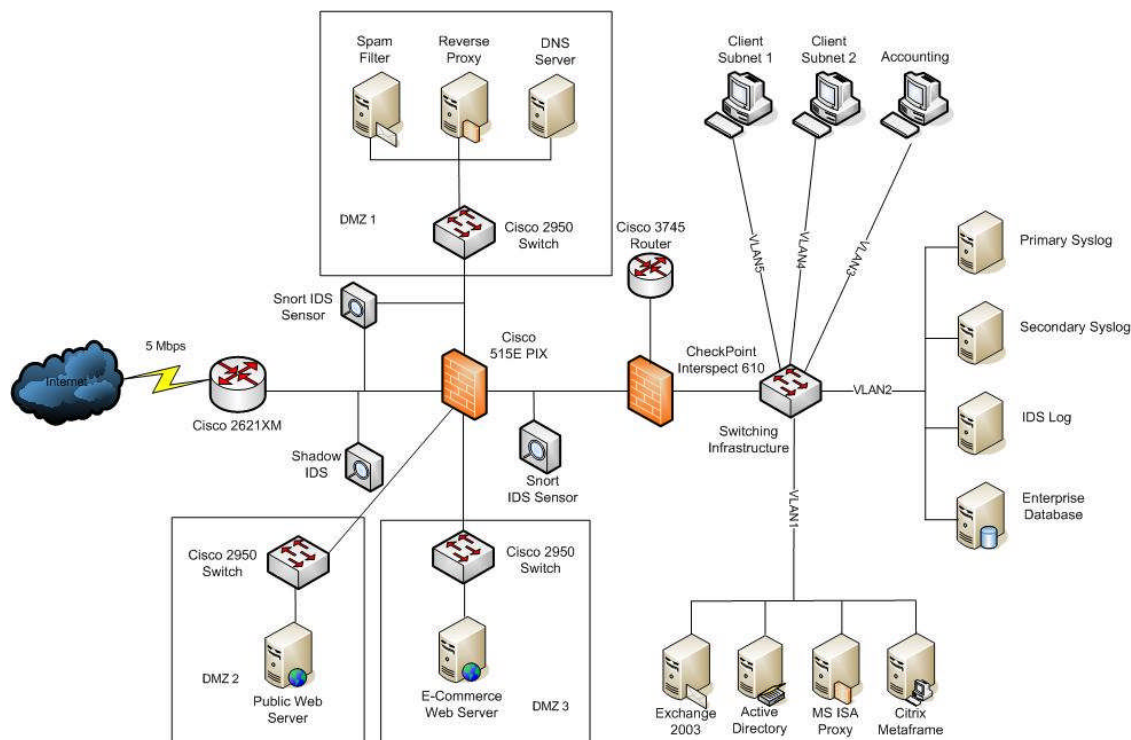 Spam
Filter
Reverse
Proxy
DNS
Server
DMZ 1
Cisco 2950
Switch
Client
Subnet 1
Client
Subnet 2
Accounting
Cisco 3745
Router
VLAN5
VLAN4
VLAN3
Primary Syslog
Secondary Syslog
Snort IDS
Sensor
Cisco
515E PIX
CheckPoint
Interspect 610
5 Mbps
Internet
Cisco 2621XM
VLAN2
Switching
Infrastructure
IDS Log
Shadow
IDS
Snort
IDS Sensor
Enterprise
Database
VLAN1
Cisco 2950
Switch
Cisco 2950
Switch
DMZ 2
Public Web
Server
E-Commerce
Web Server
DMZ 3
Exchange
2003
Active
Directory
MS ISA
Proxy
Citrix
Metaframe